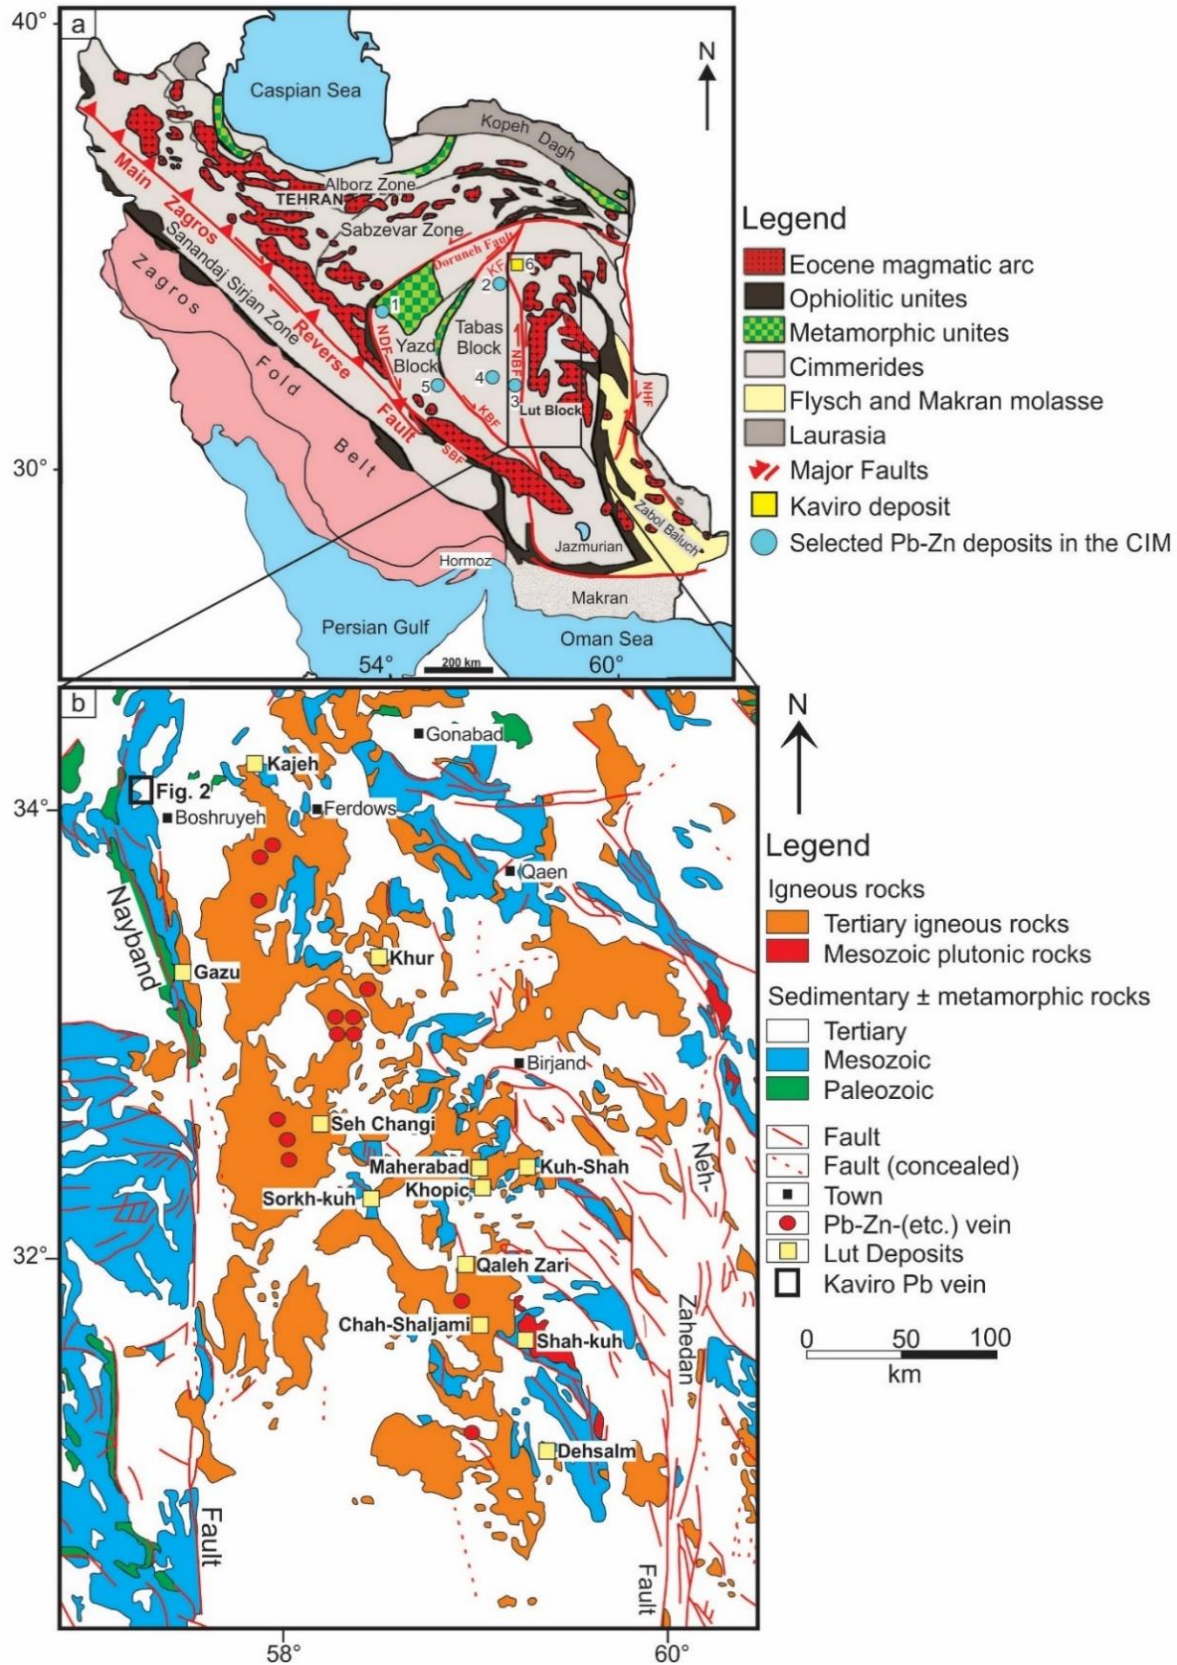 40°
a
N
Caspian Sea
Kopeh Dagh
Alborz Zone
TEHRAN
Main Zagros Reverse Fault
Sabzevar Zone
Sanandaj Sirjan Zone
Doruneh Fault
KF
6
2
1
Zagros Fold Belt
NDF
Yazd
Block
Tabas
Block
NBF
5
4
3
KBF
Lut Block
NHF
SBF
30°
Zabol Baluch
Jazmurian
Hormoz
Makran
Persian Gulf
Oman Sea
54°
200 km
60°
Legend
Eocene magmatic arc
Ophiolitic unites
Metamorphic unites
Cimmerides
Flysch and Makran molasse
Laurasia
Major Faults
Kaviro deposit
Selected Pb-Zn deposits in the CIM
b
N
Gonabad
Kajeh
Fig. 2
34°
Boshruyeh
Ferdows
Qaen
Nayband
Khur
Gazu
Birjand
Seh Changi
Maherabad
Kuh-Shah
Neh-
Khopic
Sorkh-kuh
32°
Qaleh Zari
Chah-Shaljami
Zahedan
Shah-kuh
Dehsalm
Fault
Fault
58°
60°
Legend
Igneous rocks
Tertiary igneous rocks
Mesozoic plutonic rocks
Sedimentary ± metamorphic rocks
Tertiary
Mesozoic
Paleozoic
Fault
Fault (concealed)
Town
Pb-Zn-(etc.) vein
Lut Deposits
Kaviro Pb vein
0 50 100
km